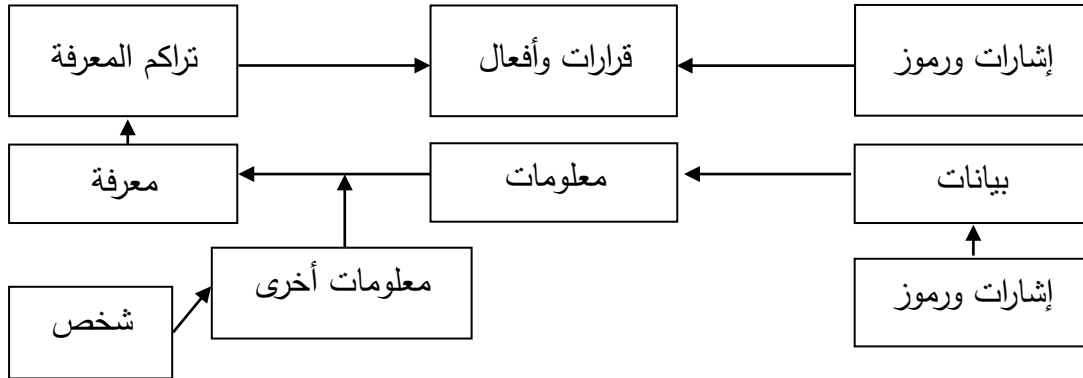 إشارات ورموز
قرارات وأفعال
تراكم المعرفة
بيانات
معلومات
معرفة
إشارات ورموز
معلومات أخرى
شخص